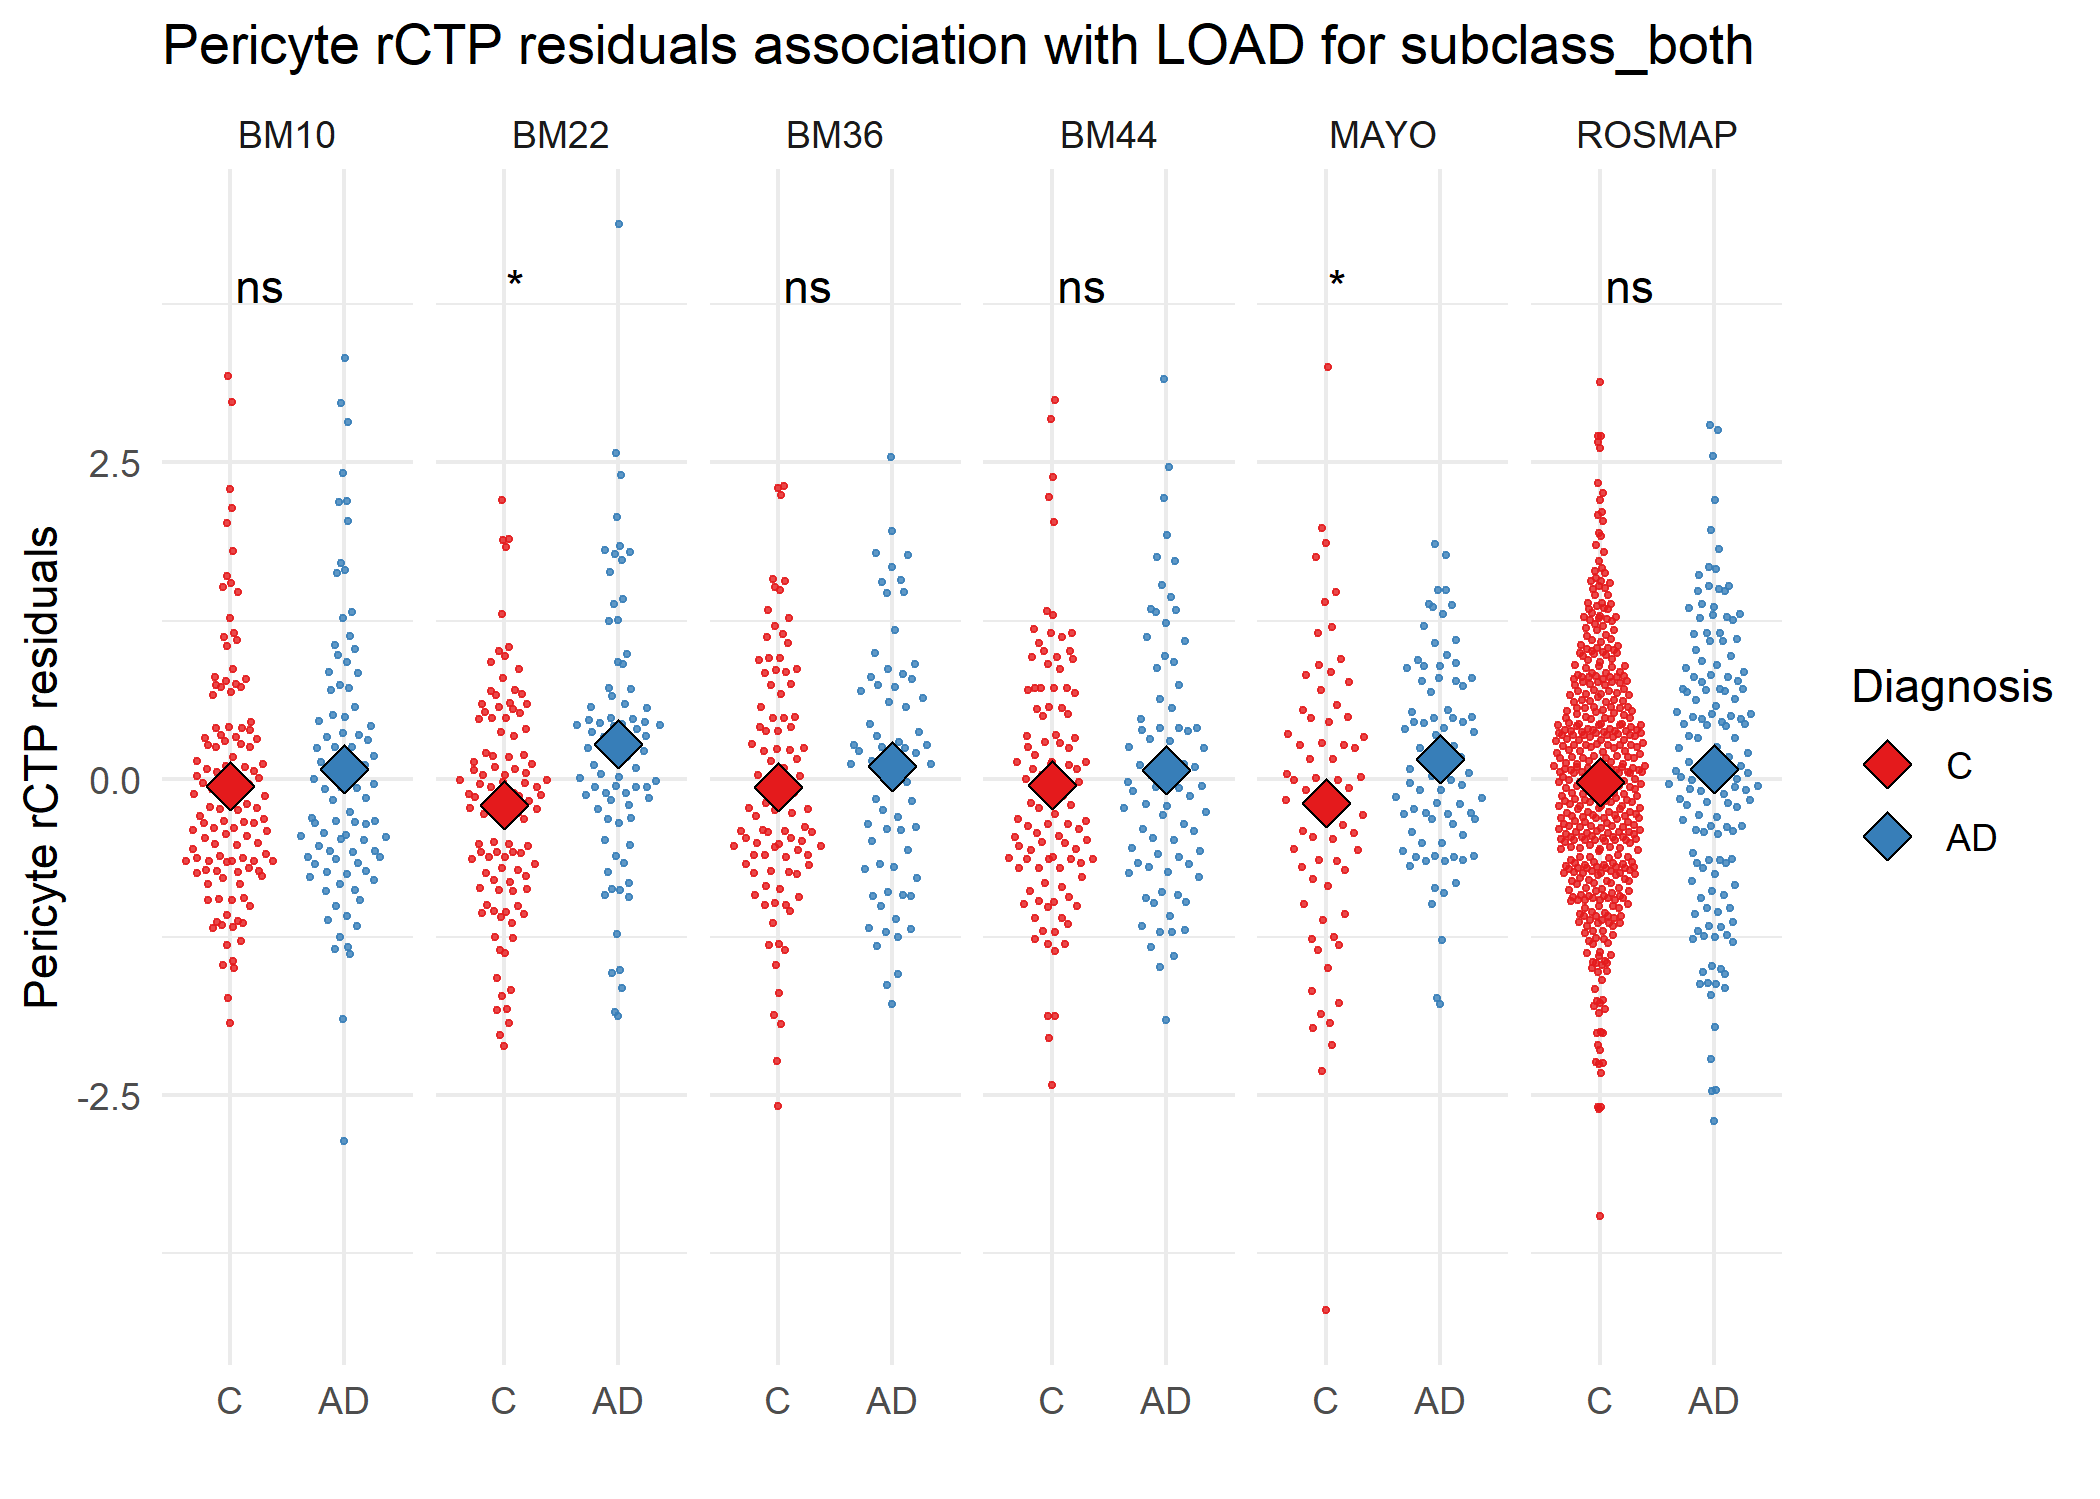 Pericyte rCTP residuals association with LOAD for subclass_both
BM10 BM22 BM36 BM44 MAYO ROSMAP
ns * ns ns * ns
2.5
0.0
-2.5
Pericyte rCTP residuals
C AD C AD C AD C AD C AD C AD
Diagnosis
C
AD